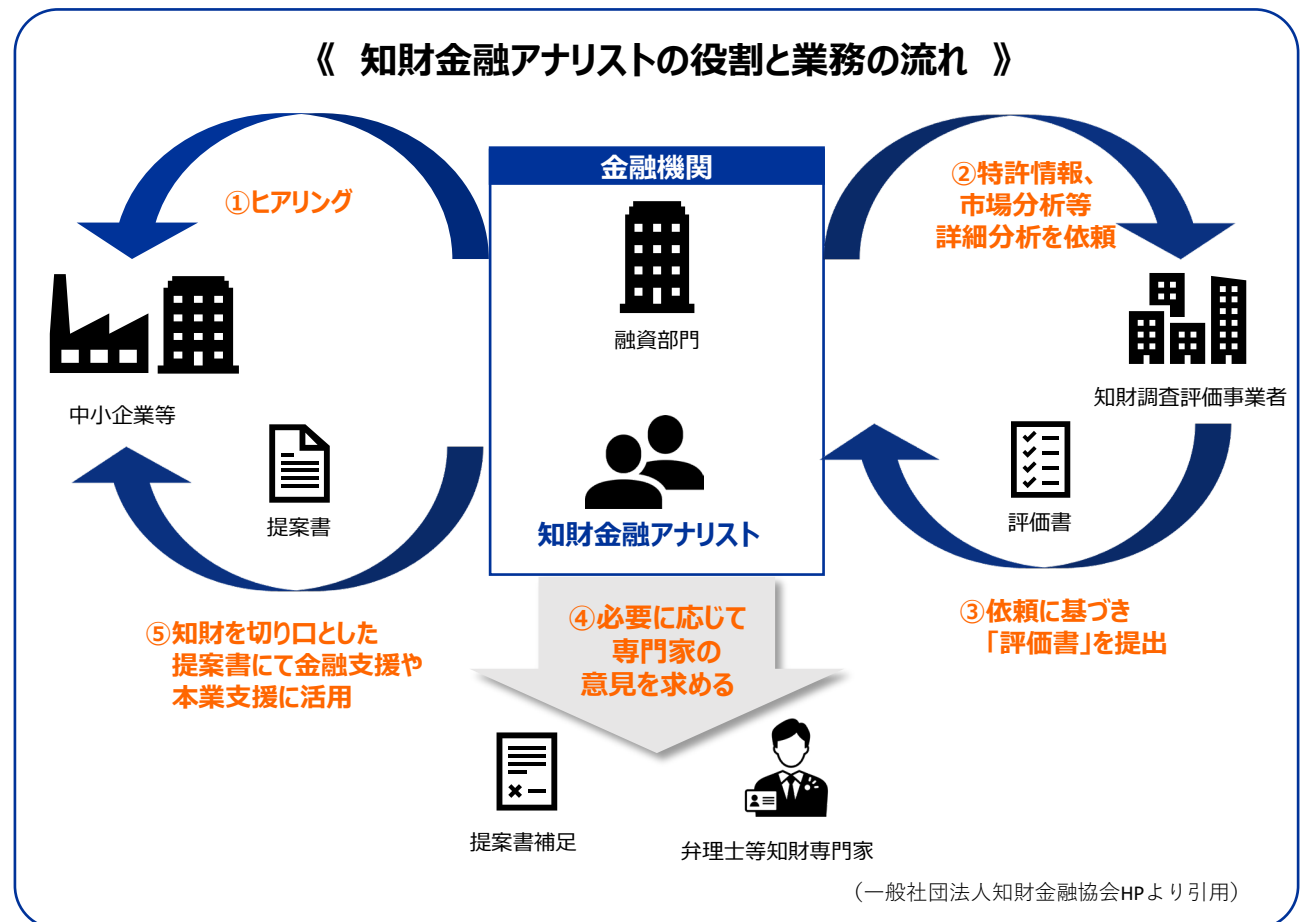 《 知財金融アナリストの役割と業務の流れ 》
金融機関
①ヒアリング
②特許情報、
市場分析等
詳細分析を依頼
融資部門
中小企業等
知財調査評価事業者
提案書
知財金融アナリスト
評価書
③依頼に基づき
「評価書」を提出
④必要に応じて
専門家の
意見を求める
⑤知財を切り口とした
提案書にて金融支援や
本業支援に活用
提案書補足
弁理士等知財専門家
（一般社団法人知財金融協会HPより引用）